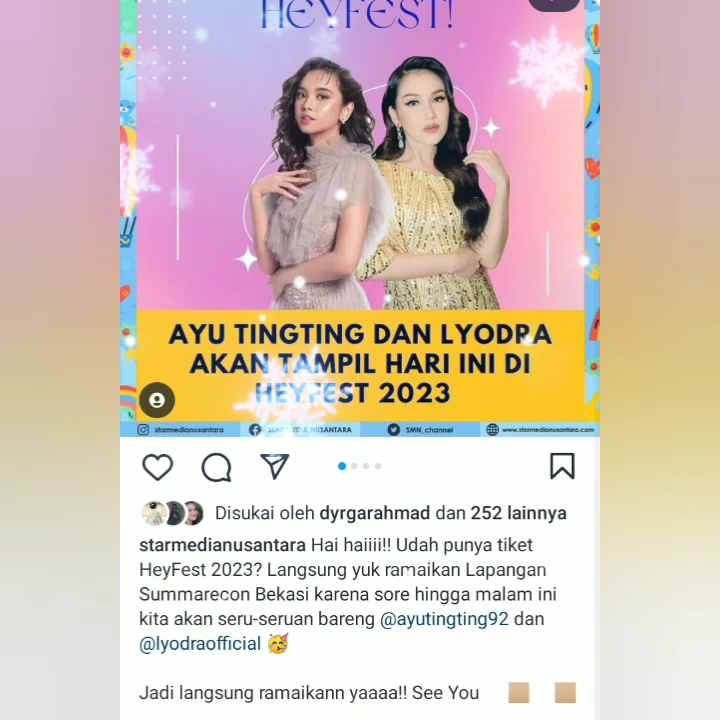 HEYFEST!
AYU TINGTING DAN LYODRA
AKAN TAMPIL HARI INI DI
HEYFEST 2023
starmedianusantara
STAR MEDIA NUSANTARA
SMN_channel
www.starmedianusantara.com
Disukai oleh dyrgarahmad dan 252 lainnya
starmedianusantara Hai haiiii!! Udah punya tiket
HeyFest 2023? Langsung yuk ramaikan Lapangan
Summarecon Bekasi karena sore hingga malam ini
kita akan seru-seruan bareng @ayutingting92 dan
@lyodraofficial 🥳
Jadi langsung ramaikann yaaaa!! See You